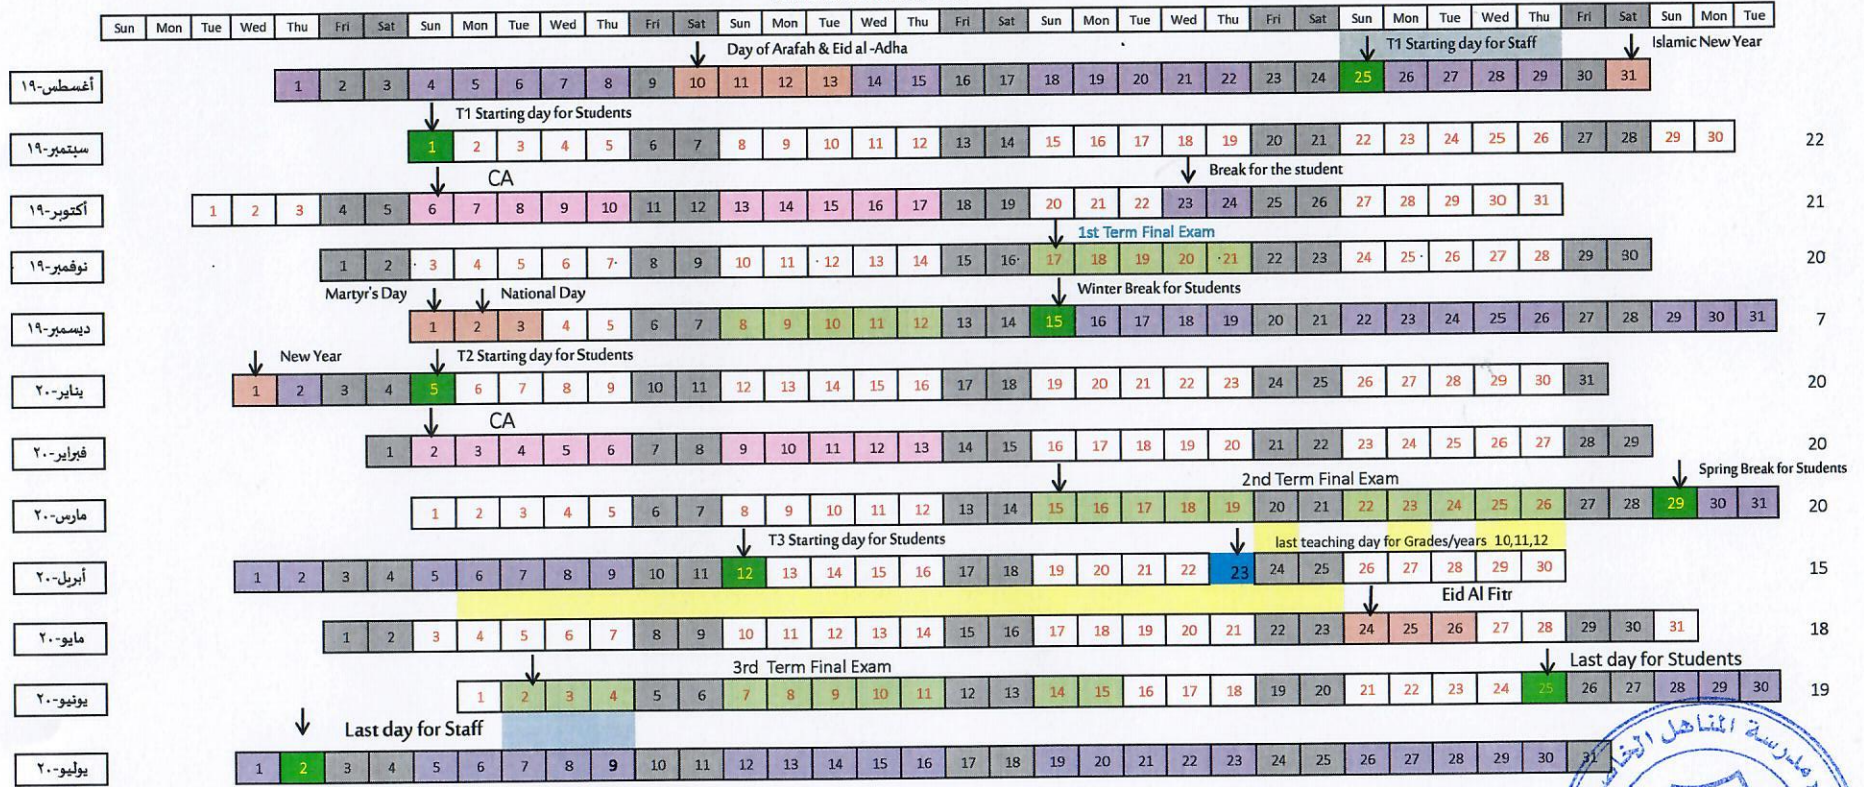 Sun Mon Tue Wed Thu Fri Sat Sun Mon Tue Wed Thu Fri Sat Sun Mon Tue Wed Thu Fri Sat Sun Mon Tue Wed Thu Fri Sat Sun Mon Tue Wed Thu Fri Sat Sun Mon Tue
Day of Arafah & Eid al -Adha T1 Starting day for Staff Islamic New Year
أغسطس-١٩ 1 2 3 4 5 6 7 8 9 10 11 12 13 14 15 16 17 18 19 20 21 22 23 24 25 26 27 28 29 30 31
T1 Starting day for Students
سبتمبر-١٩ 1 2 3 4 5 6 7 8 9 10 11 12 13 14 15 16 17 18 19 20 21 22 23 24 25 26 27 28 29 30 22
CA Break for the student
أكتوبر-١٩ 1 2 3 4 5 6 7 8 9 10 11 12 13 14 15 16 17 18 19 20 21 22 23 24 25 26 27 28 29 30 31 21
1st Term Final Exam
نوفمبر-١٩ 1 2 3 4 5 6 7 8 9 10 11 12 13 14 15 16 17 18 19 20 21 22 23 24 25 26 27 28 29 30 20
Martyr's Day National Day Winter Break for Students
ديسمبر-١٩ 1 2 3 4 5 6 7 8 9 10 11 12 13 14 15 16 17 18 19 20 21 22 23 24 25 26 27 28 29 30 31 7
New Year T2 Starting day for Students
يناير-٢٠ 1 2 3 4 5 6 7 8 9 10 11 12 13 14 15 16 17 18 19 20 21 22 23 24 25 26 27 28 29 30 31 20
CA
فبراير-٢٠ 1 2 3 4 5 6 7 8 9 10 11 12 13 14 15 16 17 18 19 20 21 22 23 24 25 26 27 28 29 20
2nd Term Final Exam Spring Break for Students
مارس-٢٠ 1 2 3 4 5 6 7 8 9 10 11 12 13 14 15 16 17 18 19 20 21 22 23 24 25 26 27 28 29 30 31 20
T3 Starting day for Students last teaching day for Grades/years 10,11,12
أبريل-٢٠ 1 2 3 4 5 6 7 8 9 10 11 12 13 14 15 16 17 18 19 20 21 22 23 24 25 26 27 28 29 30 15
Eid Al Fitr
مايو-٢٠ 1 2 3 4 5 6 7 8 9 10 11 12 13 14 15 16 17 18 19 20 21 22 23 24 25 26 27 28 29 30 31 18
3rd Term Final Exam Last day for Students
يونيو-٢٠ 1 2 3 4 5 6 7 8 9 10 11 12 13 14 15 16 17 18 19 20 21 22 23 24 25 26 27 28 29 30 19
Last day for Staff
يوليو-٢٠ 1 2 3 4 5 6 7 8 9 10 11 12 13 14 15 16 17 18 19 20 21 22 23 24 25 26 27 28 29 30 31
مدرسة المناهل